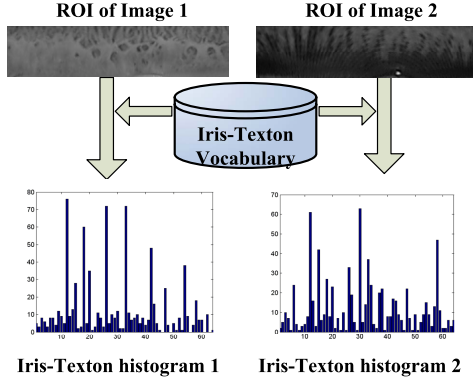 ROI of Image 1
ROI of Image 2
Iris-Texton
Vocabulary
80
70
60
50
40
30
20
10
0
10 20 30 40 50 60
70
60
50
40
30
20
10
0
10 20 30 40 50 60
Iris-Texton histogram 1
Iris-Texton histogram 2